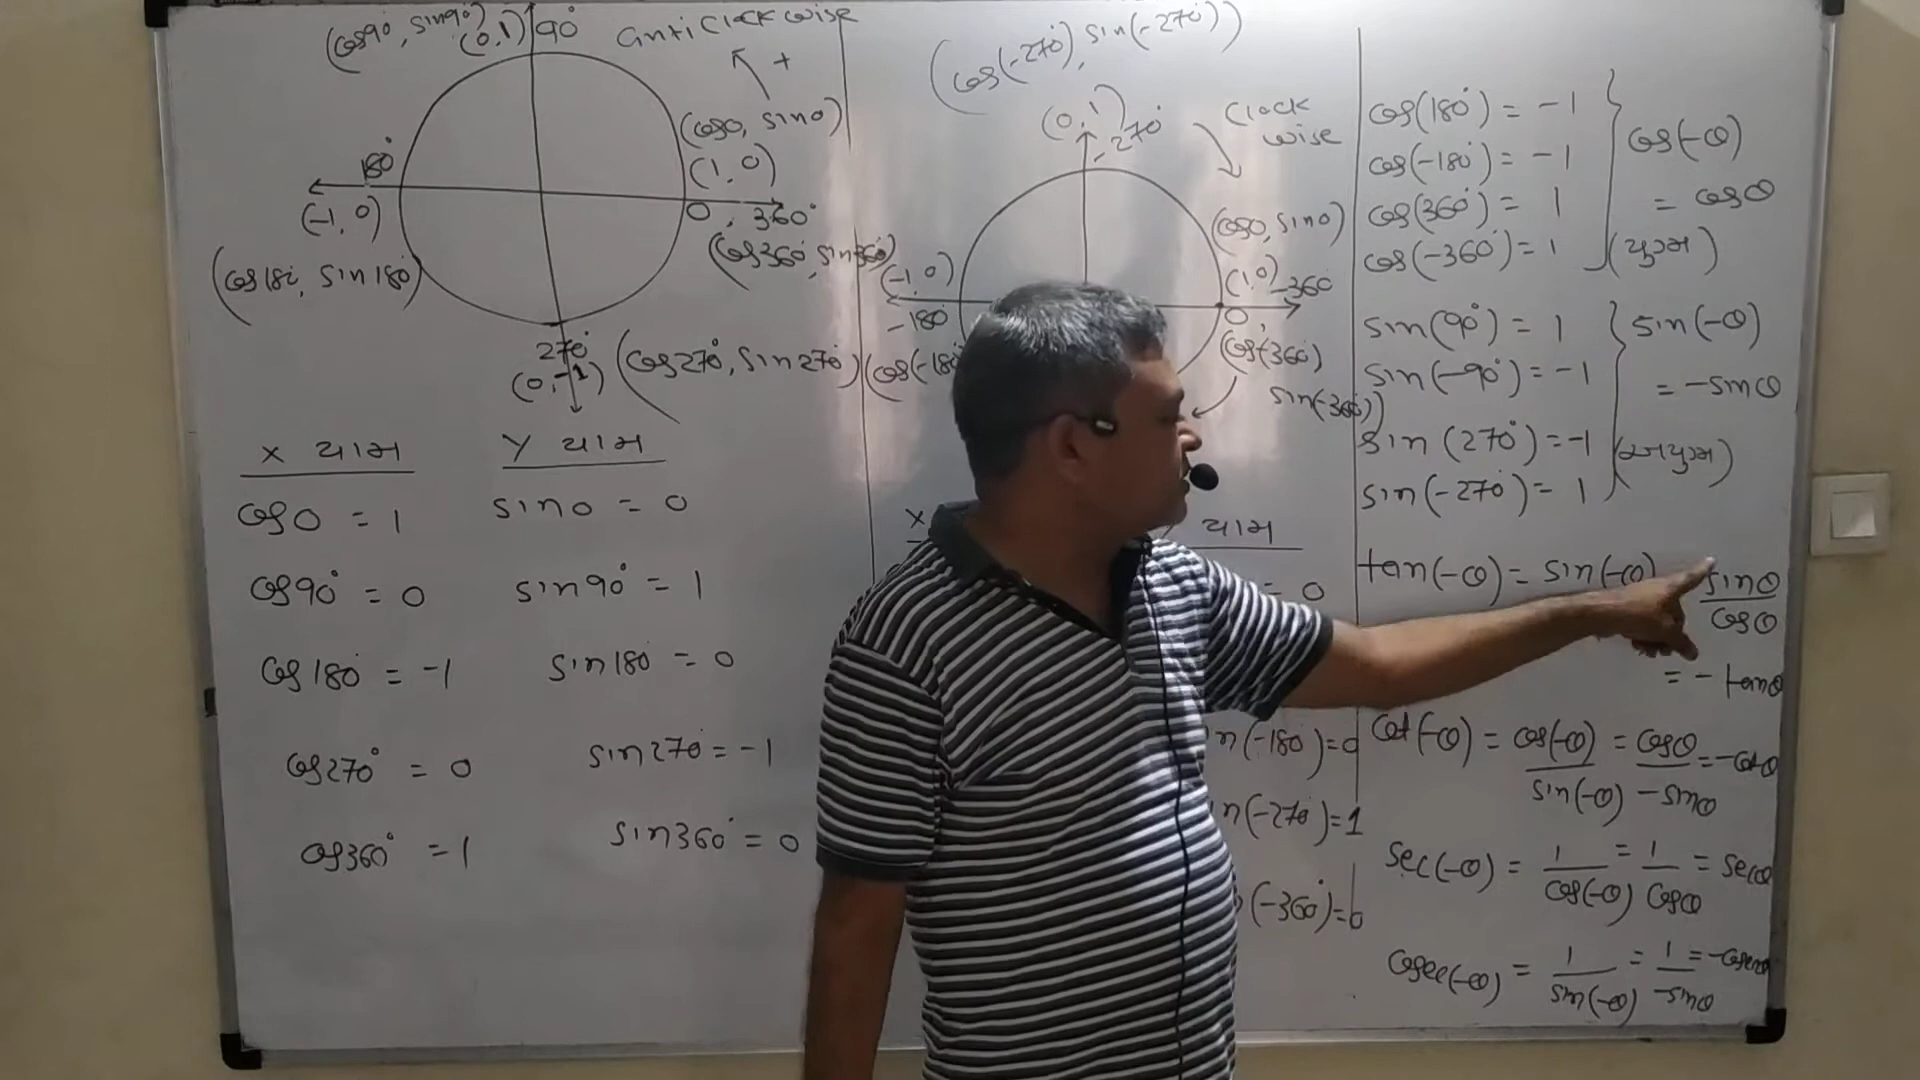 (cos90°, sin90°)
(0,1) 90°
anti clockwise
+
(cos0, sin0)
(1, 0)
180°
(-1, 0)
0, 360°
(cos360°, sin360°)
(cos180°, sin180°)
270°
(0,-1)
(cos270°, sin270°)
x યામ
y યામ
cos0 = 1
sin0 = 0
cos90° = 0
sin90° = 1
cos180° = -1
sin180° = 0
cos270° = 0
sin270° = -1
cos360° = 1
sin360° = 0
(cos(-270°), sin(-270°))
(0,1)
-270°
clock
wise
(cos0, sin0)
(1,0) -360
(-1,0)
-180°
0,
(cos(-360°)
sin(-360°))
(cos(-180°
x
યામ
= 0
n(-180°)=0
n(-270°)=1
(-360°)=0
cos(180°) = -1
cos(-180°) = -1
cos(360°) = 1
cos(-360°) = 1
cos(-θ)
= cosθ
(યુગ્મ)
sin(90°) = 1
sin(-90°) = -1
sin(270°) = -1
sin(-270°) = 1
sin(-θ)
= -sinθ
(અયુગ્મ)
tan(-θ) = sin(-θ) sinθ
cosθ
= - tanθ
cot(-θ) = cos(-θ) = cosθ = -cotθ
sin(-θ) -sinθ
sec(-θ) = 1 = 1 = secθ
cos(-θ) cosθ
cosec(-θ) = 1 = 1 = -cosecθ
sin(-θ) -sinθ